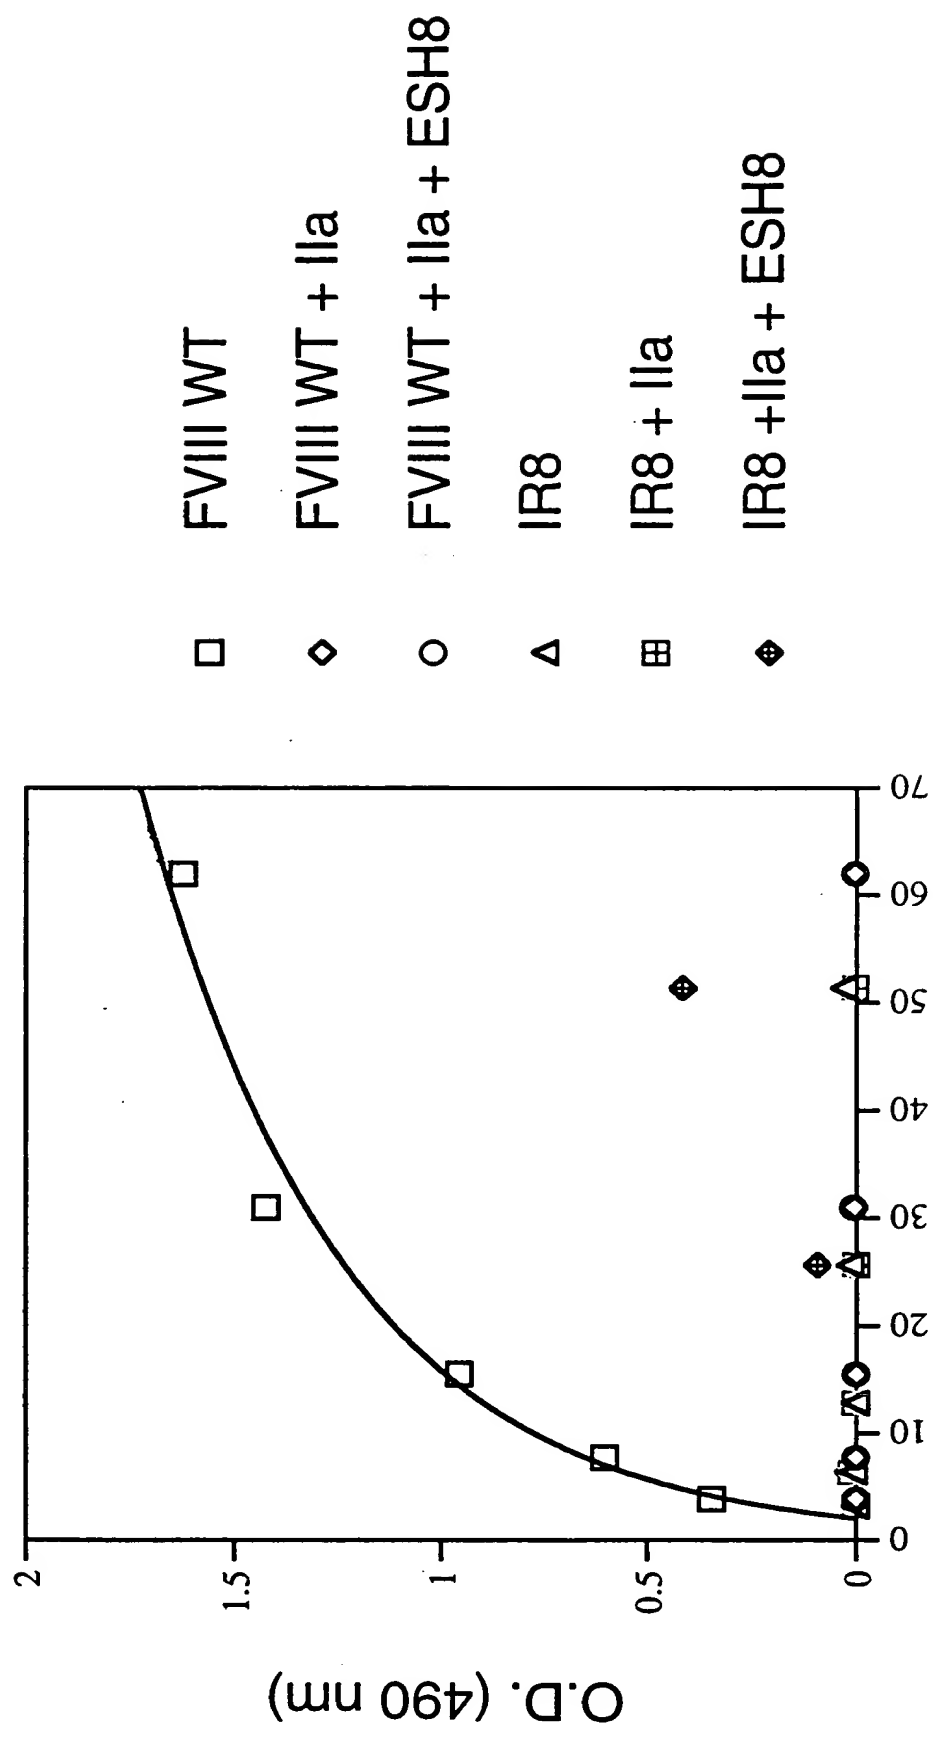 O.D. (490 nm)
2
1.5
1
0.5
0
0
10
20
30
40
50
60
70
FVIII WT
FVIII WT + IIa
FVIII WT + IIa + ESH8
IR8
IR8 + IIa
IR8 +IIa + ESH8